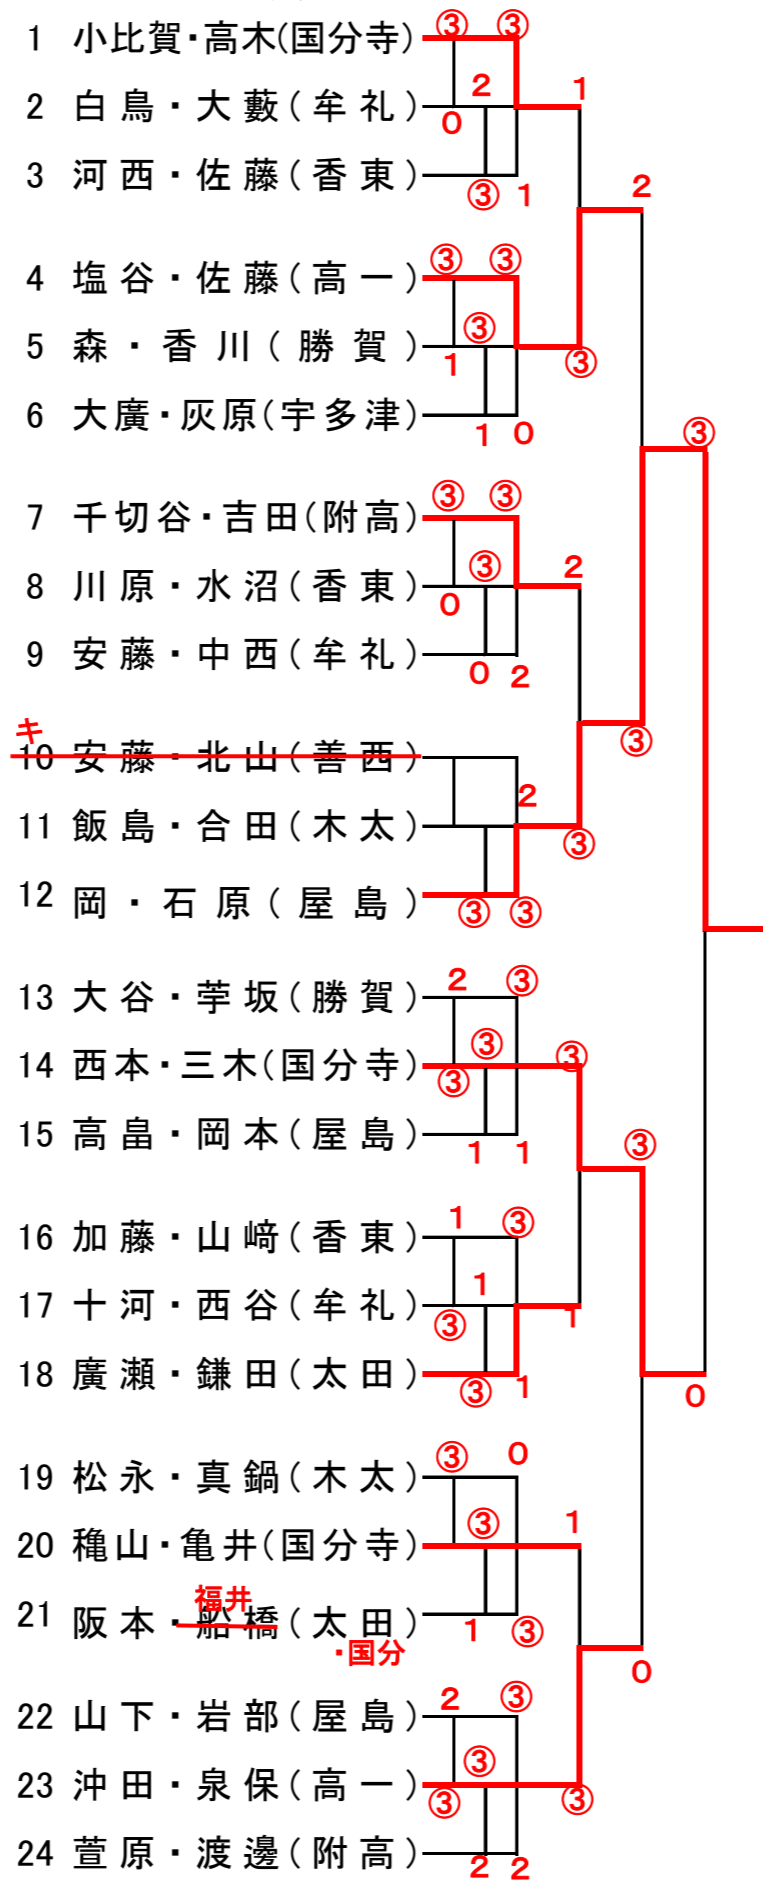 ③ ③
1 小比賀・高木(国分寺)
2 1
2 白鳥・大藪(牟礼)
0
3 河西・佐藤(香東)
③ 1 2
③ ③
4 塩谷・佐藤(高一)
③
5 森・香川(勝賀)
1 ③
6 大廣・灰原(宇多津)
1 0 ③
③ ③
7 千切谷・吉田(附高)
③ 2
8 川原・水沼(香東)
0
9 安藤・中西(牟礼)
0 2
キ ③
10 安藤・北山(善西)
2
11 飯島・合田(木太)
③
12 岡・石原(屋島)
③ ③
2 ③
13 大谷・芋坂(勝賀)
③ ③
14 西本・三木(国分寺)
③
15 高畠・岡本(屋島)
1 1 ③
1 ③
16 加藤・山﨑(香東)
1
17 十河・西谷(牟礼)
③ 1
18 廣瀬・鎌田(太田)
③ 1 0
③ 0
19 松永・真鍋(木太)
③ 1
20 穐山・亀井(国分寺)
福井
21 阪本・船橋(太田)
1 ③
・国分 0
2 ③
22 山下・岩部(屋島)
③
23 沖田・泉保(高一)
③ ③
24 萱原・渡邊(附高)
2 2